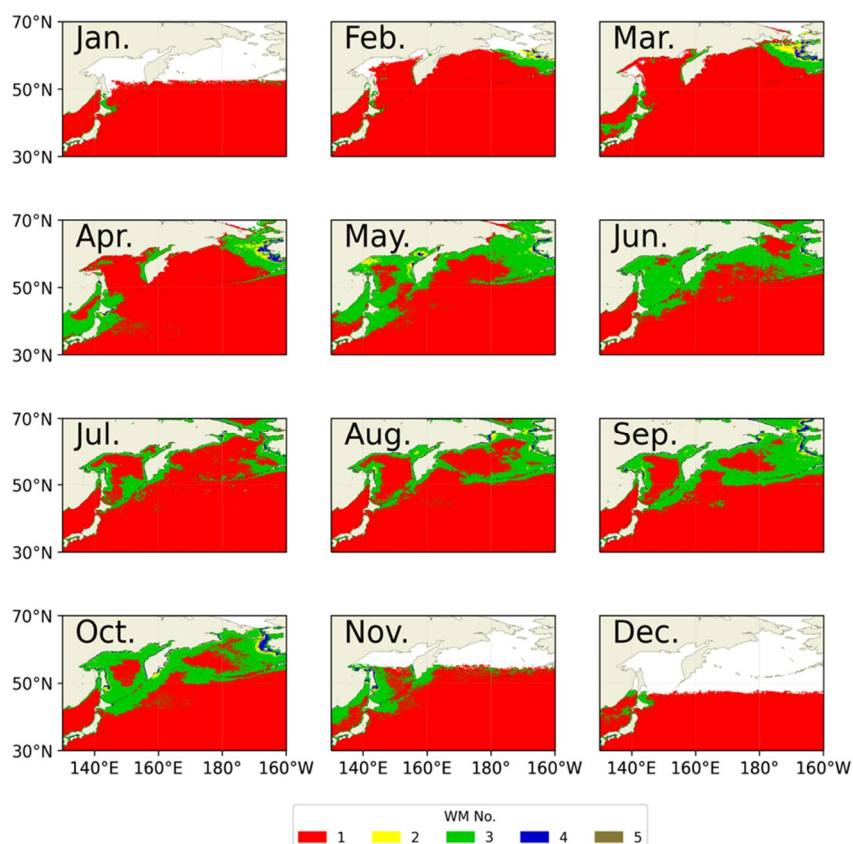 70°N
50°N
30°N
Jan.
Feb.
Mar.
70°N
50°N
30°N
Apr.
May.
Jun.
70°N
50°N
30°N
Jul.
Aug.
Sep.
70°N
50°N
30°N
Oct.
Nov.
Dec.
140°E 160°E 180° 160°W
140°E 160°E 180° 160°W
140°E 160°E 180° 160°W
WM No.
1 2 3 4 5